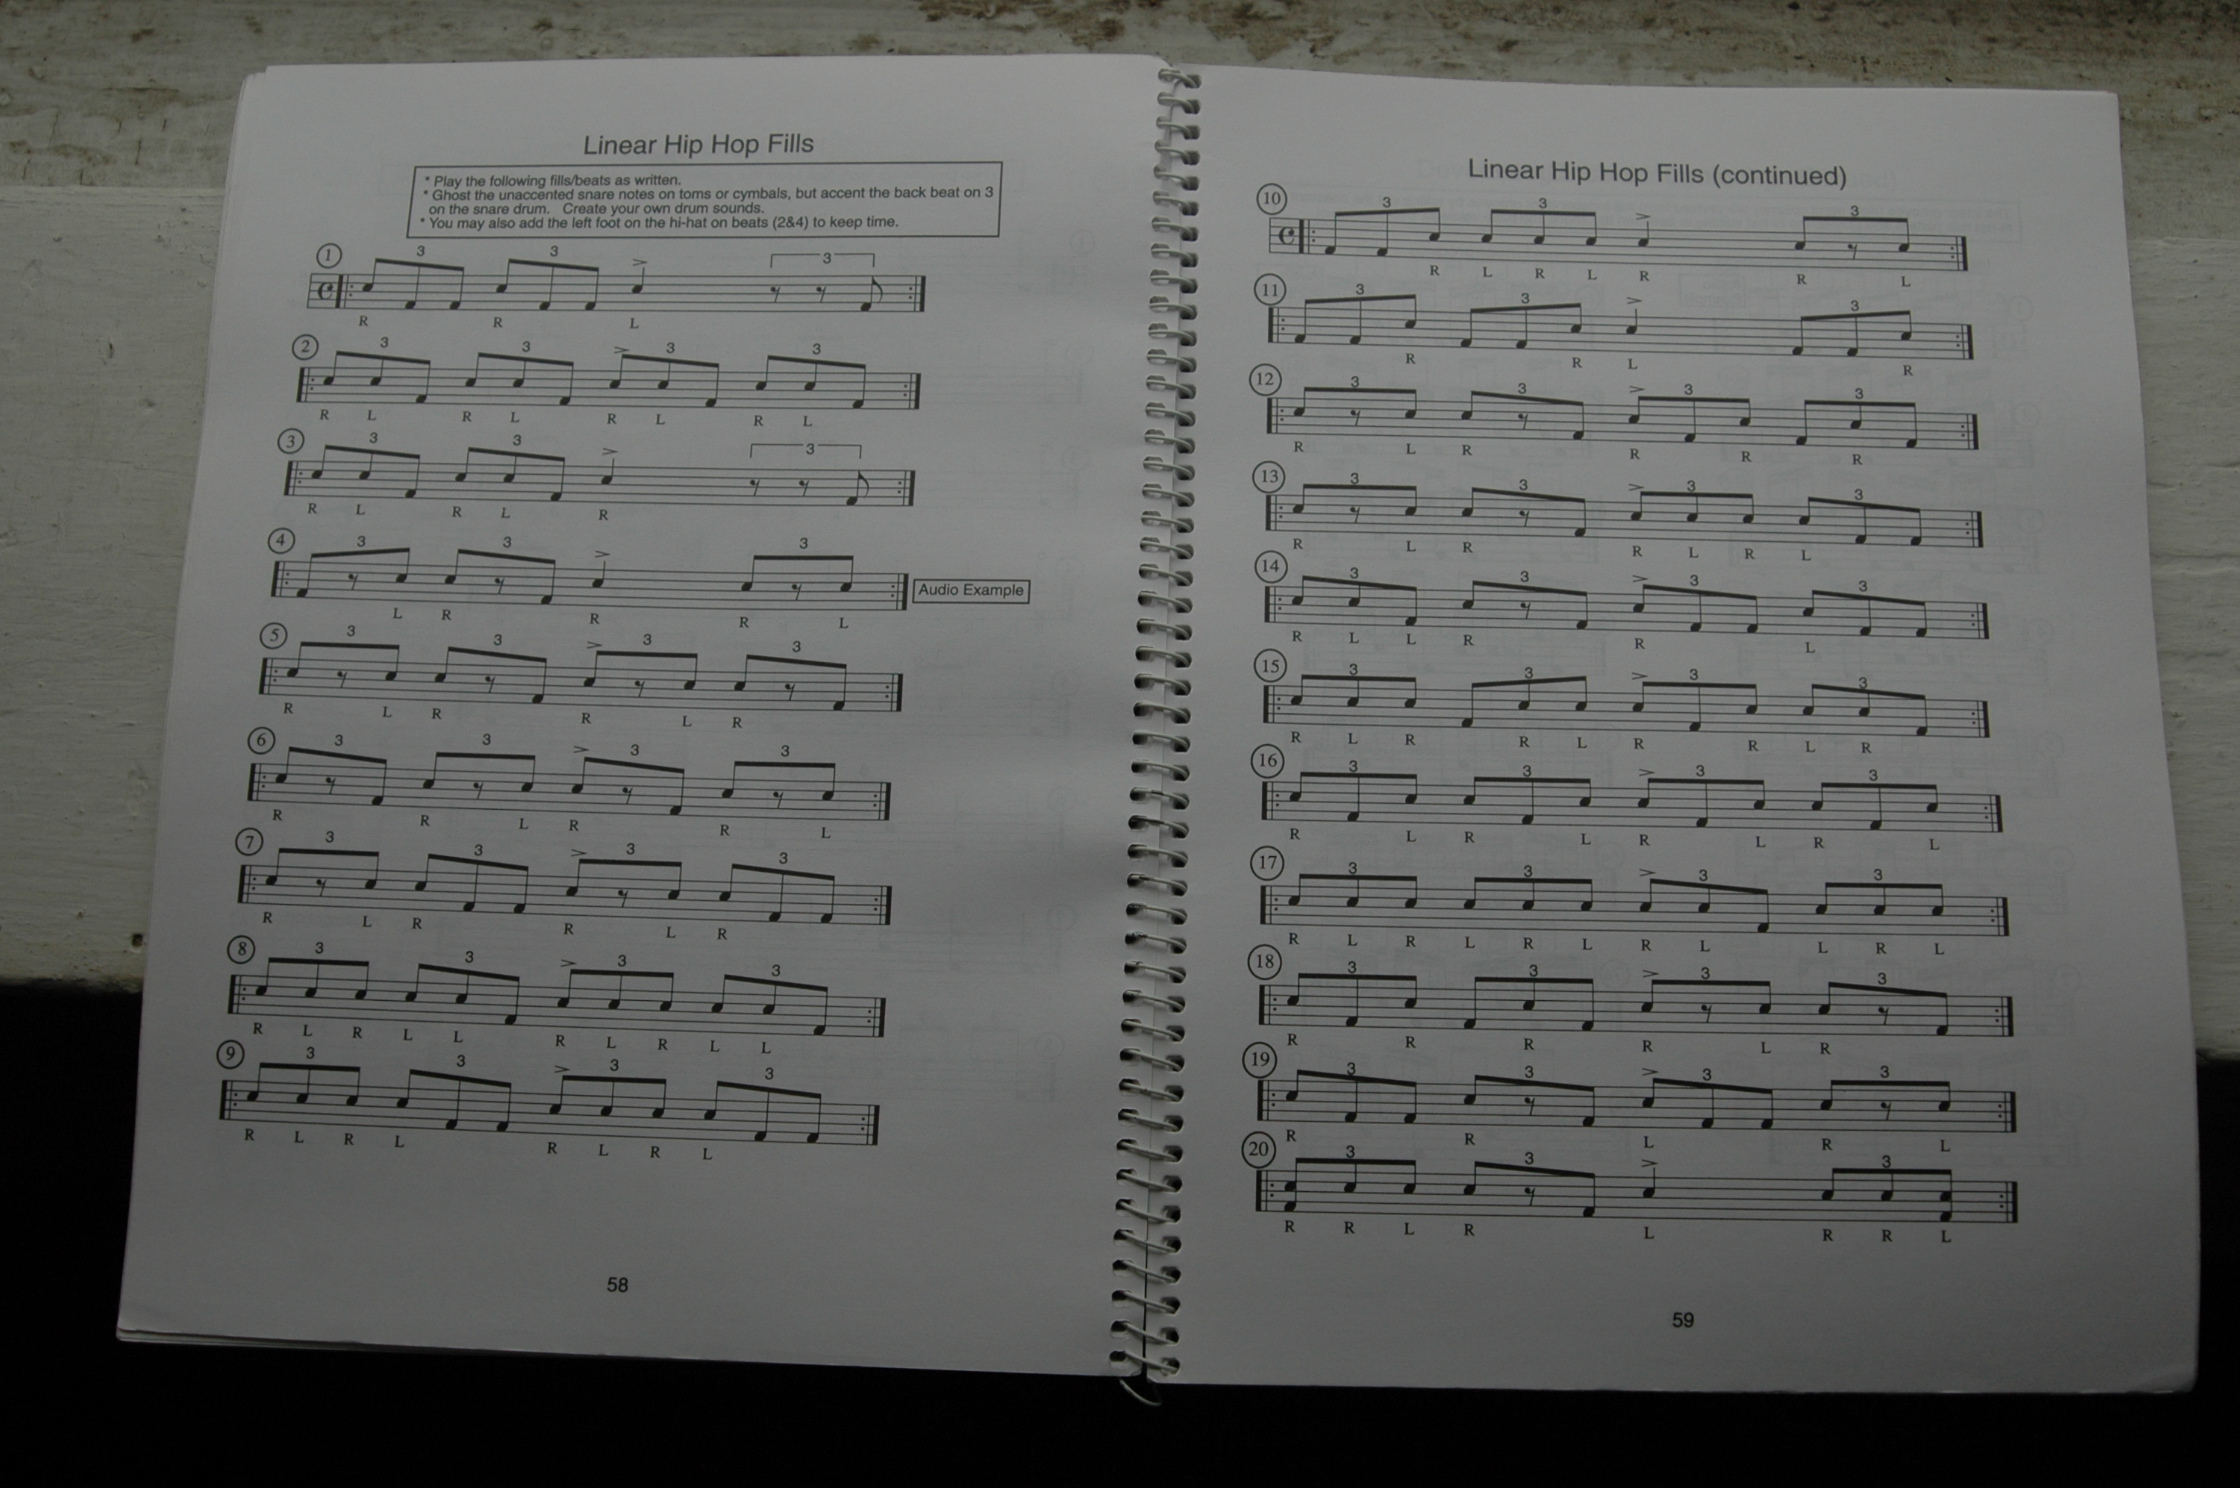 Linear Hip Hop Fills
* Play the following fills/beats as written.
* Ghost the unaccented snare notes on toms or cymbals, but accent the back beat on 3
on the snare drum. Create your own drum sounds.
* You may also add the left foot on the hi-hat on beats (2&4) to keep time.
1
3 3 3
R R L
2
3 3 3 3
R L R L R L R L
3
3 3 3
R L R L R
4
3 3 3
L R R R L
Audio Example
5
3 3 3 3
R L R R L R
6
3 3 3 3
R R L R R L
7
3 3 3 3
R L R R L R
8
3 3 3 3
R L R L L R L R L L
9
3 3 3 3
R L R L R L R L
58
Linear Hip Hop Fills (continued)
10
3 3 3
R L R L R R L
11
3 3 3
R R L R
12
3 3 3 3
R L R R R R
13
3 3 3 3
R L R R L R L
14
3 3 3 3
R L L R R L
15
3 3 3 3
R L R R L R R L R
16
3 3 3 3
R L R L R L R L
17
3 3 3 3
R L R L R L R L L R L
18
3 3 3 3
R R R R L R
19
3 3 3 3
R R L R L
20
3 3 3
R R L R L R R L
59